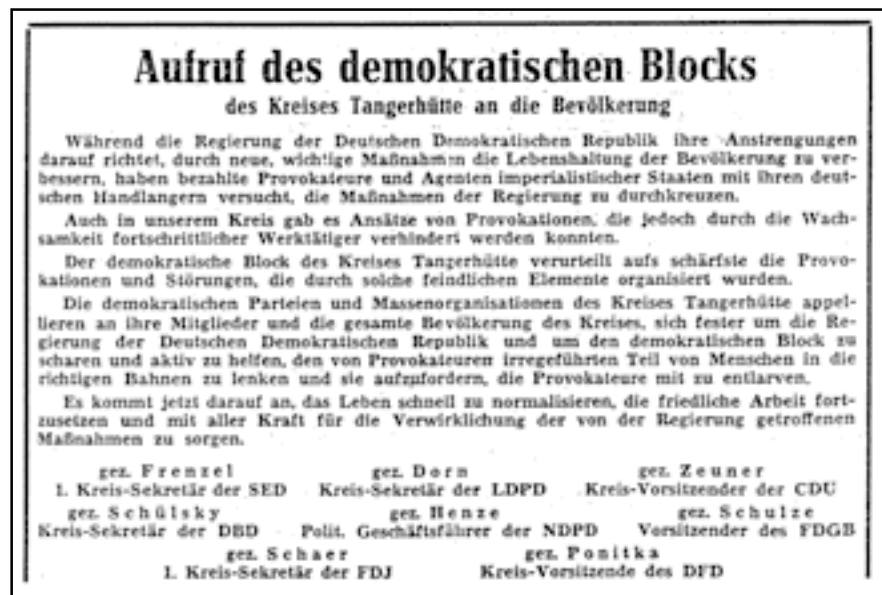 Aufruf des demokratischen Blocks
des Kreises Tangerhütte an die Bevölkerung
Während die Regierung der Deutschen Demokratischen Republik ihre Anstrengungen
darauf richtet, durch neue, wichtige Maßnahmen die Lebenshaltung der Bevölkerung zu ver-
bessern, haben bezahlte Provokateure und Agenten imperialistischer Staaten mit ihren deut-
schen Handlangern versucht, die Maßnahmen der Regierung zu durchkreuzen.
Auch in unserem Kreis gab es Ansätze von Provokationen, die jedoch durch die Wach-
samkeit fortschrittlicher Werktätiger verhindert werden konnten.
Der demokratische Block des Kreises Tangerhütte verurteilt aufs schärfste die Provo-
kationen und Störungen, die durch solche feindlichen Elemente organisiert wurden.
Die demokratischen Parteien und Massenorganisationen des Kreises Tangerhütte appel-
lieren an ihre Mitglieder und die gesamte Bevölkerung des Kreises, sich fester um die Re-
gierung der Deutschen Demokratischen Republik und um den demokratischen Block zu
scharen und aktiv zu helfen, den von Provokateuren irregeführten Teil von Menschen in die
richtigen Bahnen zu lenken und sie aufzufordern, die Provokateure mit zu entlarven.
Es kommt jetzt darauf an, das Leben schnell zu normalisieren, die friedliche Arbeit fort-
zusetzen und mit aller Kraft für die Verwirklichung der von der Regierung getroffenen
Maßnahmen zu sorgen.
gez. Frenzel gez. Dorn gez. Zeuner
1. Kreis-Sekretär der SED Kreis-Sekretär der LDPD Kreis-Vorsitzender der CDU
gez. Schülsky gez. Henze gez. Schulze
Kreis-Sekretär der DBD Polit. Geschäftsführer der NDPD Vorsitzender des FDGB
gez. Schaer gez. Ponitka
1. Kreis-Sekretär der FDJ Kreis-Vorsitzende des DFD